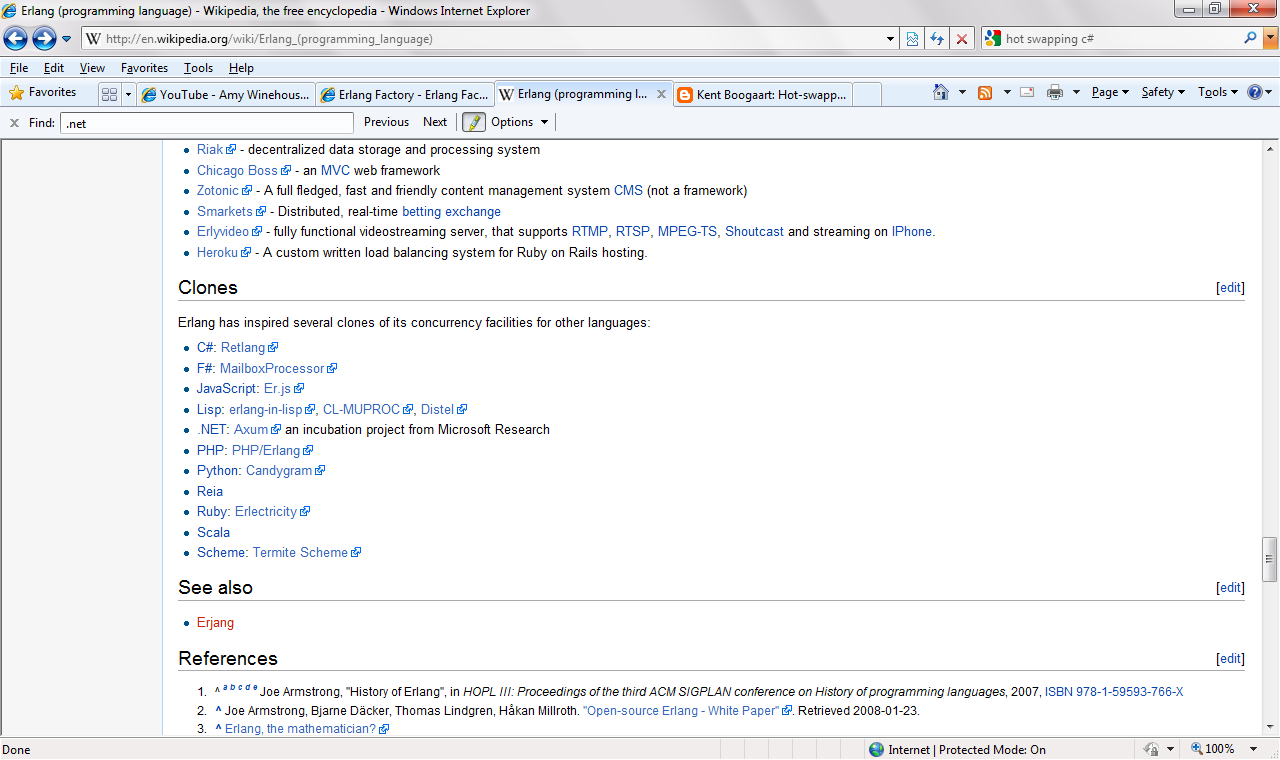 Erlang (programming language) - Wikipedia, the free encyclopedia - Windows Internet Explorer
http://en.wikipedia.org/wiki/Erlang_(programming_language)
hot swapping c#
File Edit View Favorites Tools Help
Favorites
YouTube - Amy Winehous...
Erlang Factory - Erlang Fac...
Erlang (programming l...
Kent Boogaart: Hot-swapp...
Page Safety Tools
Find: .net Previous Next Options
Riak - decentralized data storage and processing system
Chicago Boss - an MVC web framework
Zotonic - A full fledged, fast and friendly content management system CMS (not a framework)
Smarkets - Distributed, real-time betting exchange
Erlyvideo - fully functional videostreaming server, that supports RTMP, RTSP, MPEG-TS, Shoutcast and streaming on IPhone.
Heroku - A custom written load balancing system for Ruby on Rails hosting.
Clones [edit]
Erlang has inspired several clones of its concurrency facilities for other languages:
C#: Retlang
F#: MailboxProcessor
JavaScript: Er.js
Lisp: erlang-in-lisp, CL-MUPROC, Distel
.NET: Axum an incubation project from Microsoft Research
PHP: PHP/Erlang
Python: Candygram
Reia
Ruby: Erlectricity
Scala
Scheme: Termite Scheme
See also [edit]
Erjang
References [edit]
1. ^ a b c d e Joe Armstrong, "History of Erlang", in HOPL III: Proceedings of the third ACM SIGPLAN conference on History of programming languages, 2007, ISBN 978-1-59593-766-X
2. ^ Joe Armstrong, Bjarne Däcker, Thomas Lindgren, Håkan Millroth. "Open-source Erlang - White Paper". Retrieved 2008-01-23.
3. ^ Erlang, the mathematician?
Done
Internet | Protected Mode: On
100%